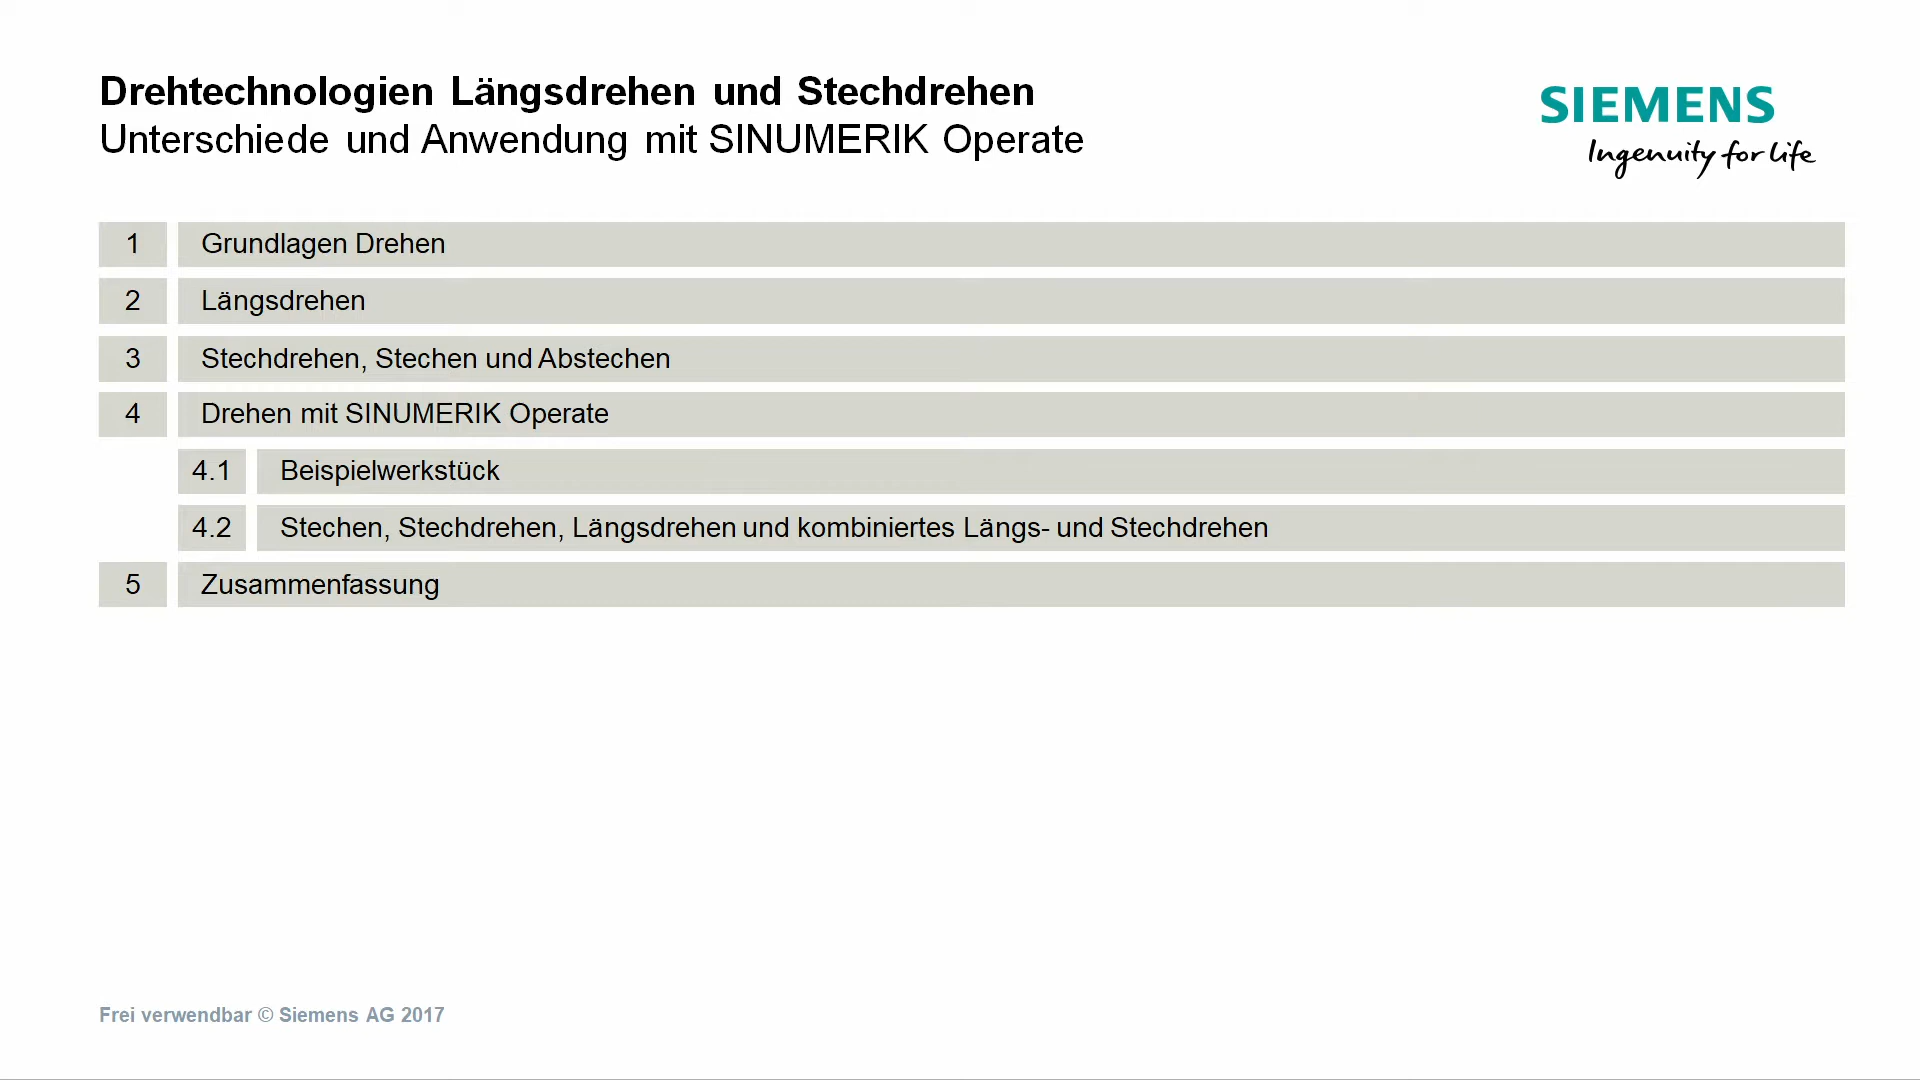 Drehtechnologien Längsdrehen und Stechdrehen
Unterschiede und Anwendung mit SINUMERIK Operate
SIEMENS
Ingenuity for life
1 Grundlagen Drehen
2 Längsdrehen
3 Stechdrehen, Stechen und Abstechen
4 Drehen mit SINUMERIK Operate
4.1 Beispielwerkstück
4.2 Stechen, Stechdrehen, Längsdrehen und kombiniertes Längs- und Stechdrehen
5 Zusammenfassung
Frei verwendbar © Siemens AG 2017